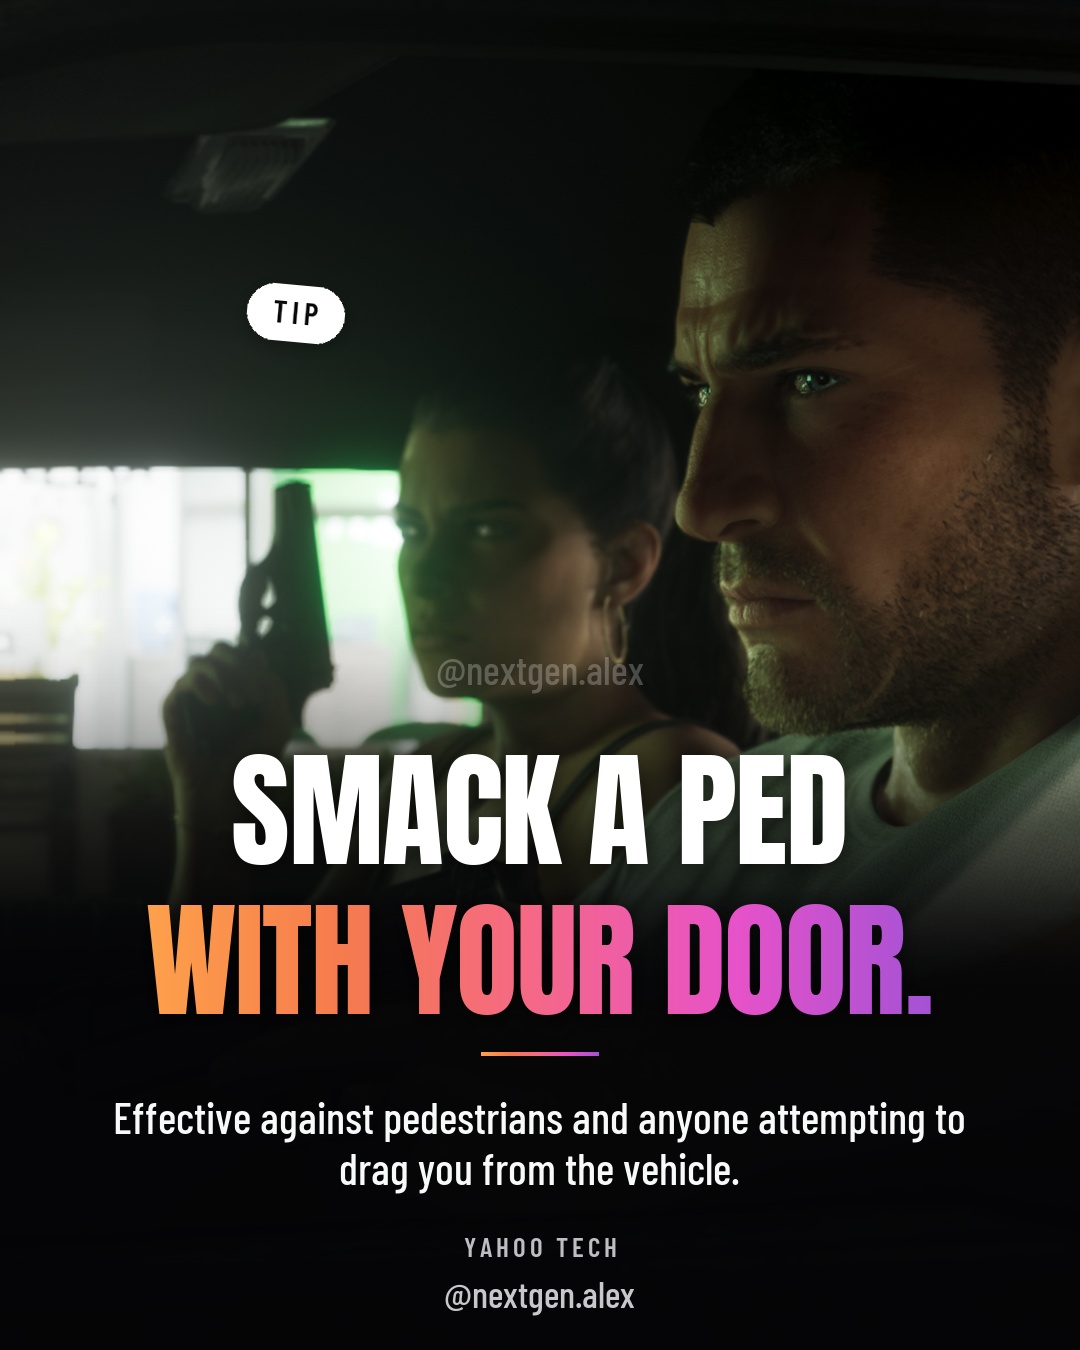 TIP
@nextgen.alex
SMACK A PED
WITH YOUR DOOR.
Effective against pedestrians and anyone attempting to
drag you from the vehicle.
YAHOO TECH
@nextgen.alex